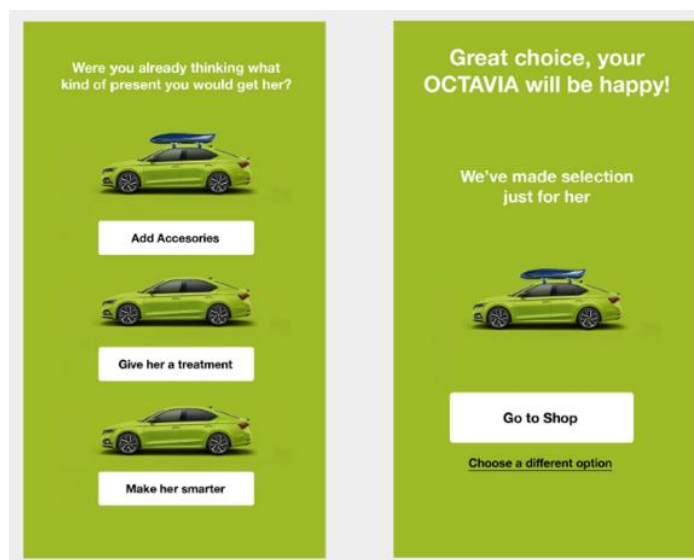 Were you already thinking what
kind of present you would get her?
Add Accesories
Give her a treatment
Make her smarter
Great choice, your
OCTAVIA will be happy!
We've made selection
just for her
Go to Shop
Choose a different option